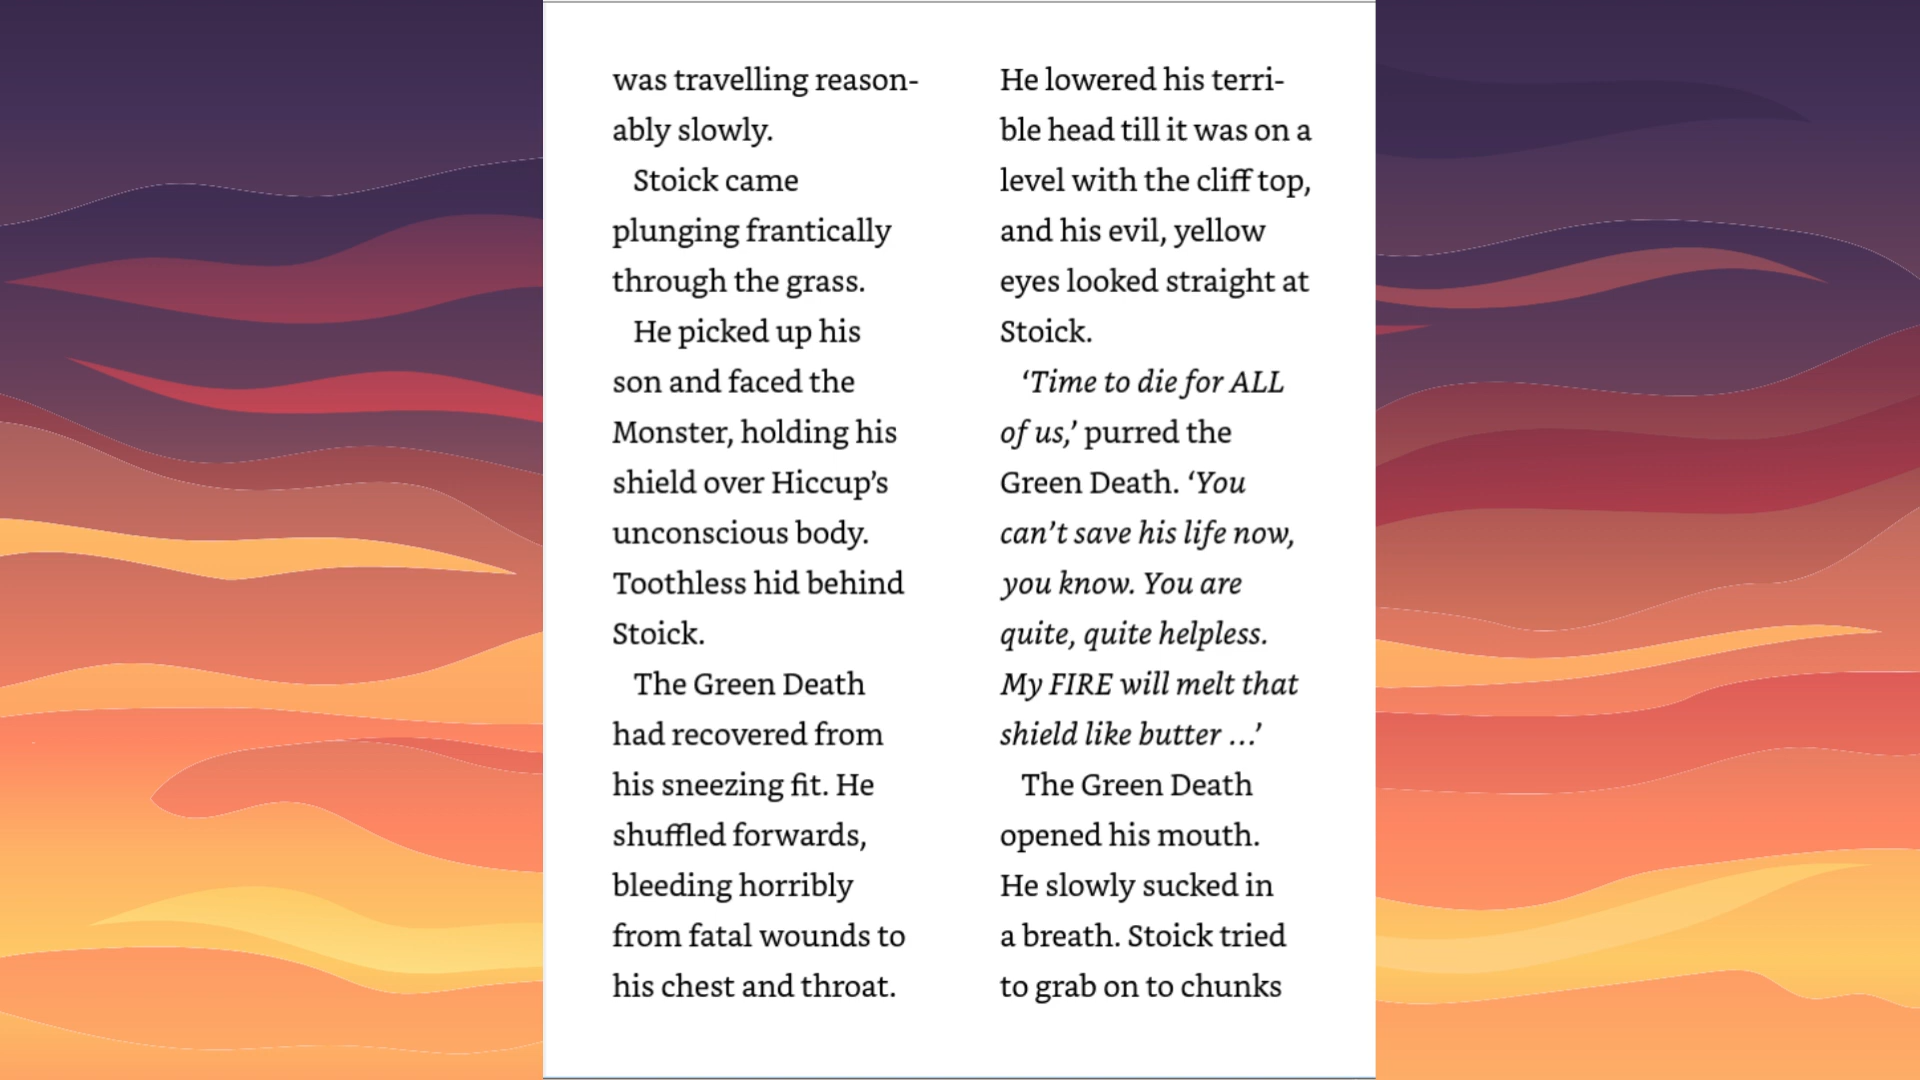 was travelling reason-
ably slowly.
Stoick came
plunging frantically
through the grass.
He picked up his
son and faced the
Monster, holding his
shield over Hiccup’s
unconscious body.
Toothless hid behind
Stoick.
The Green Death
had recovered from
his sneezing fit. He
shuffled forwards,
bleeding horribly
from fatal wounds to
his chest and throat.
He lowered his terri-
ble head till it was on a
level with the cliff top,
and his evil, yellow
eyes looked straight at
Stoick.
‘Time to die for ALL
of us,’ purred the
Green Death. ‘You
can’t save his life now,
you know. You are
quite, quite helpless.
My FIRE will melt that
shield like butter ...’
The Green Death
opened his mouth.
He slowly sucked in
a breath. Stoick tried
to grab on to chunks